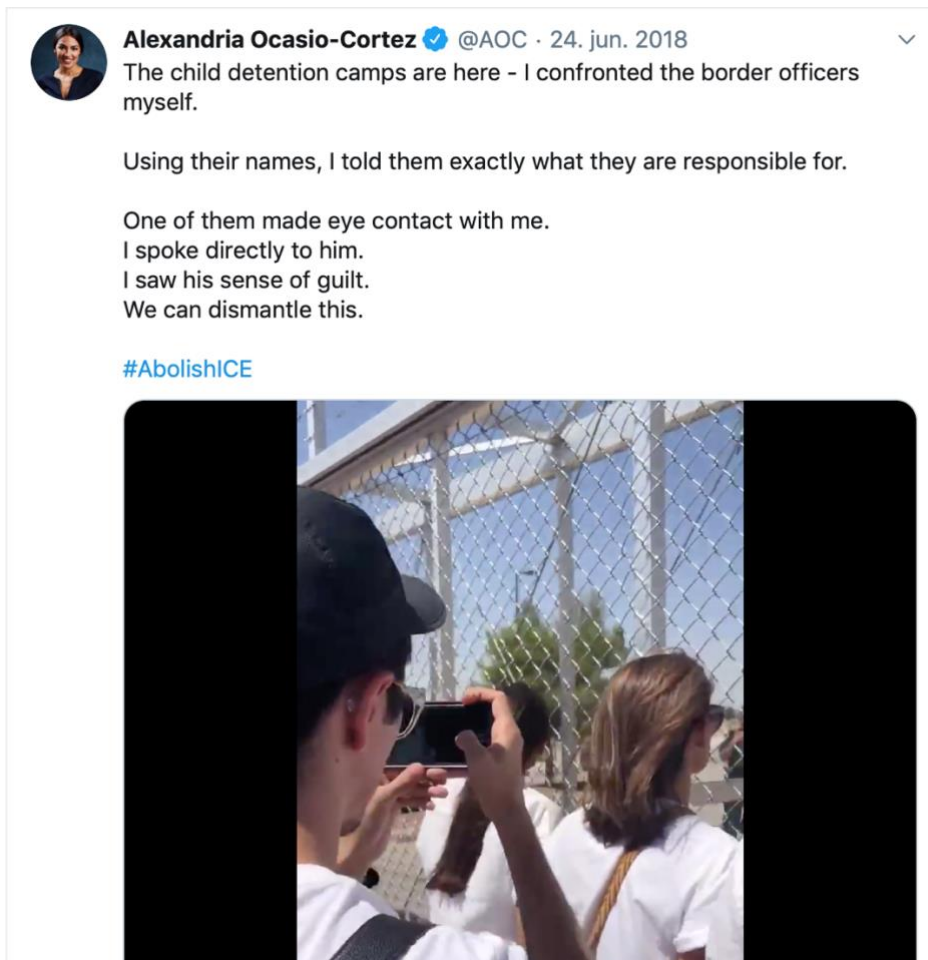 Alexandria Ocasio-Cortez @AOC · 24. jun. 2018
The child detention camps are here - I confronted the border officers
myself.
Using their names, I told them exactly what they are responsible for.
One of them made eye contact with me.
I spoke directly to him.
I saw his sense of guilt.
We can dismantle this.
#AbolishICE